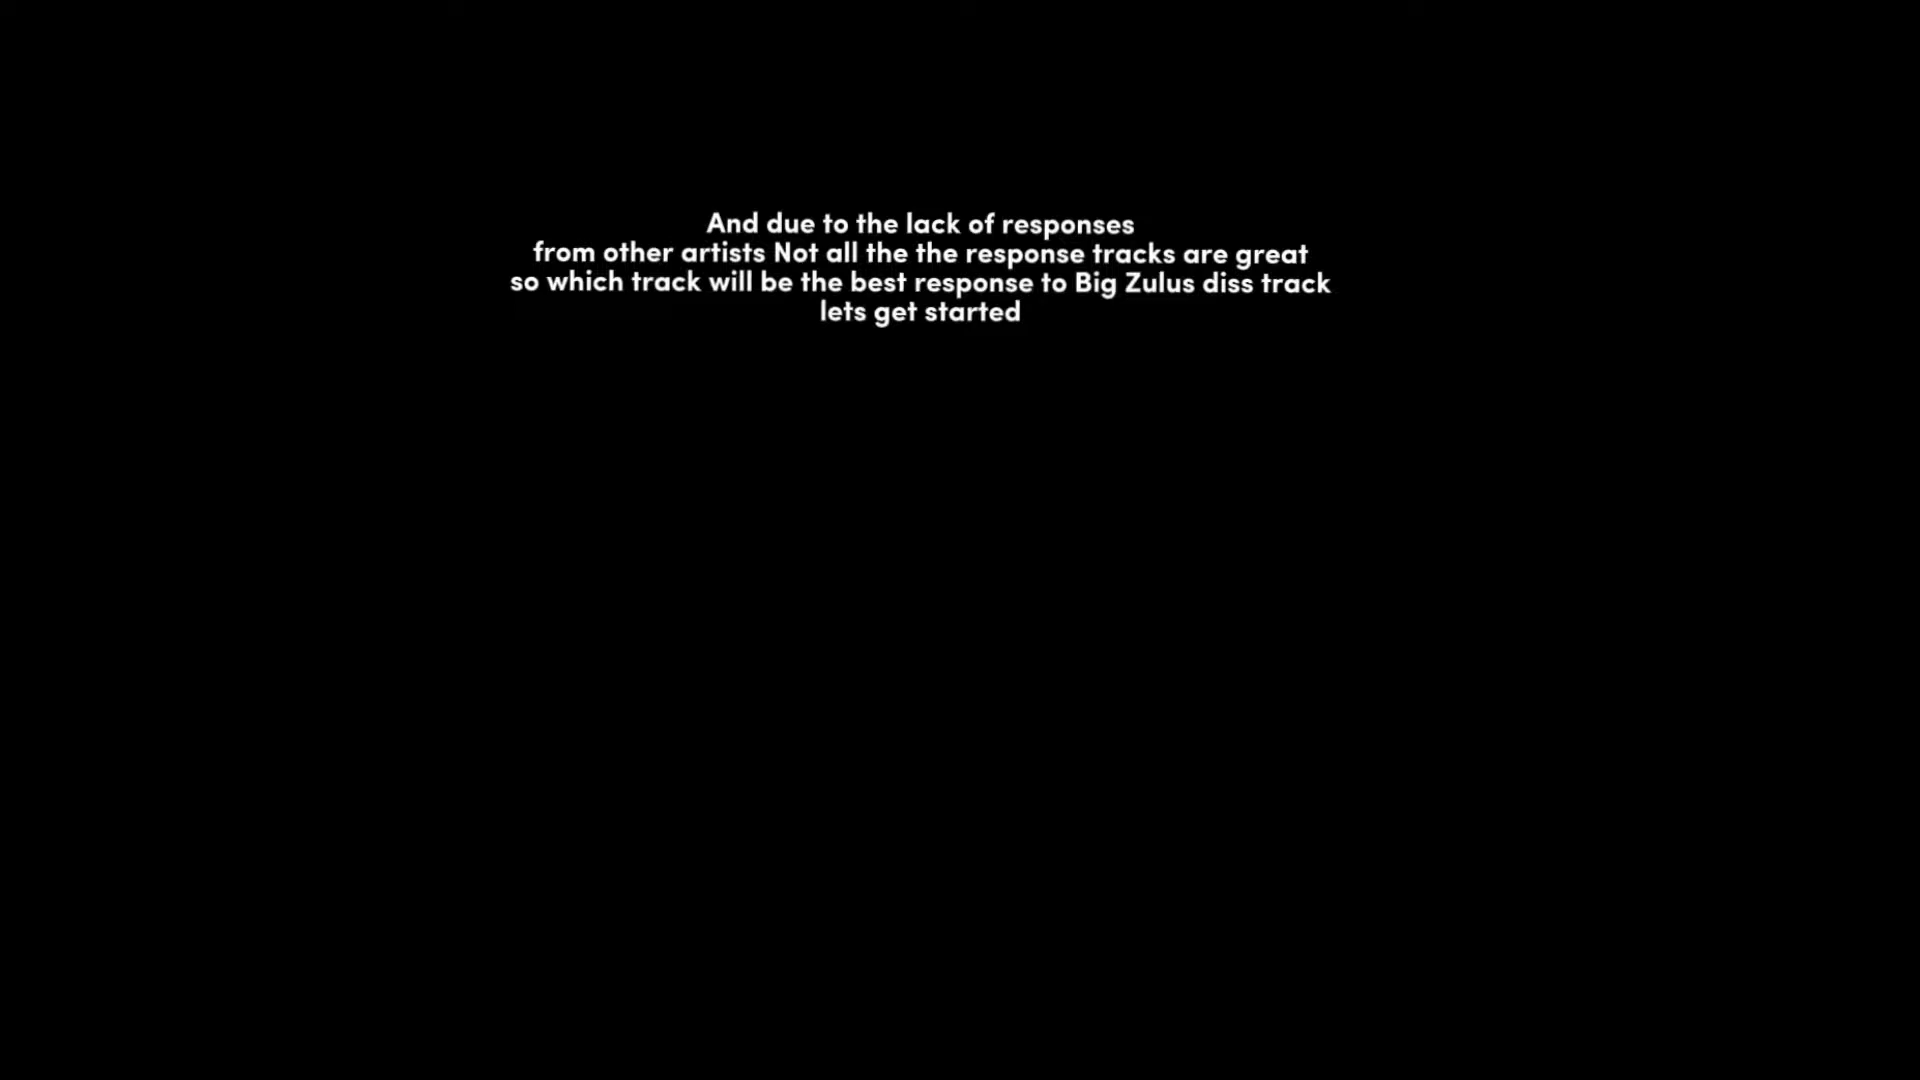 And due to the lack of responses
from other artists Not all the the response tracks are great
so which track will be the best response to Big Zulus diss track
lets get started